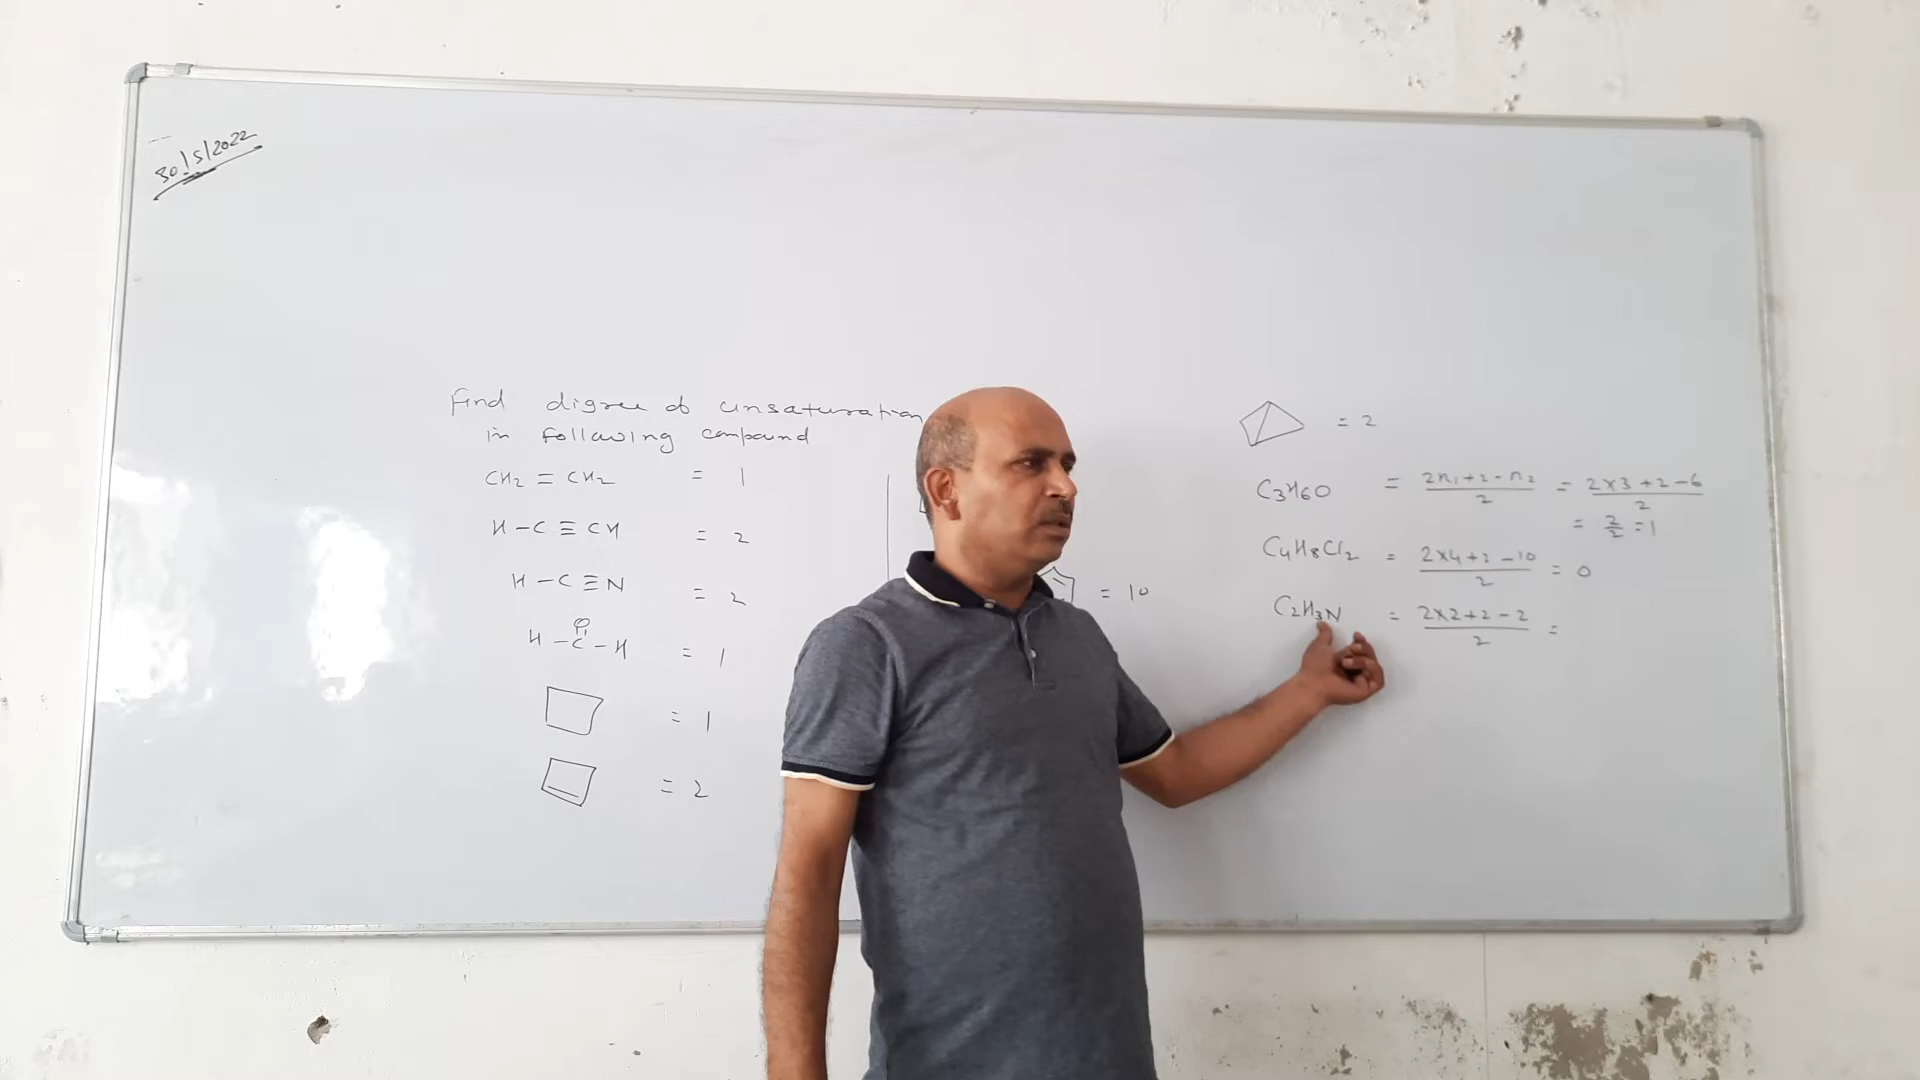 30/5/2022
Find digree of unsaturation
in following compound
CH2 = CH2 = 1
H - C ≡ CH = 2
H - C ≡ N = 2
O
H - C - H = 1
= 1
= 2
= 10
= 2
C3H6O = 2n1+2-n2/2 = 2×3+2-6/2
= 2/2 = 1
C4H8Cl2 = 2×4+2-10/2 = 0
C2H3N = 2×2+2-2/2 =